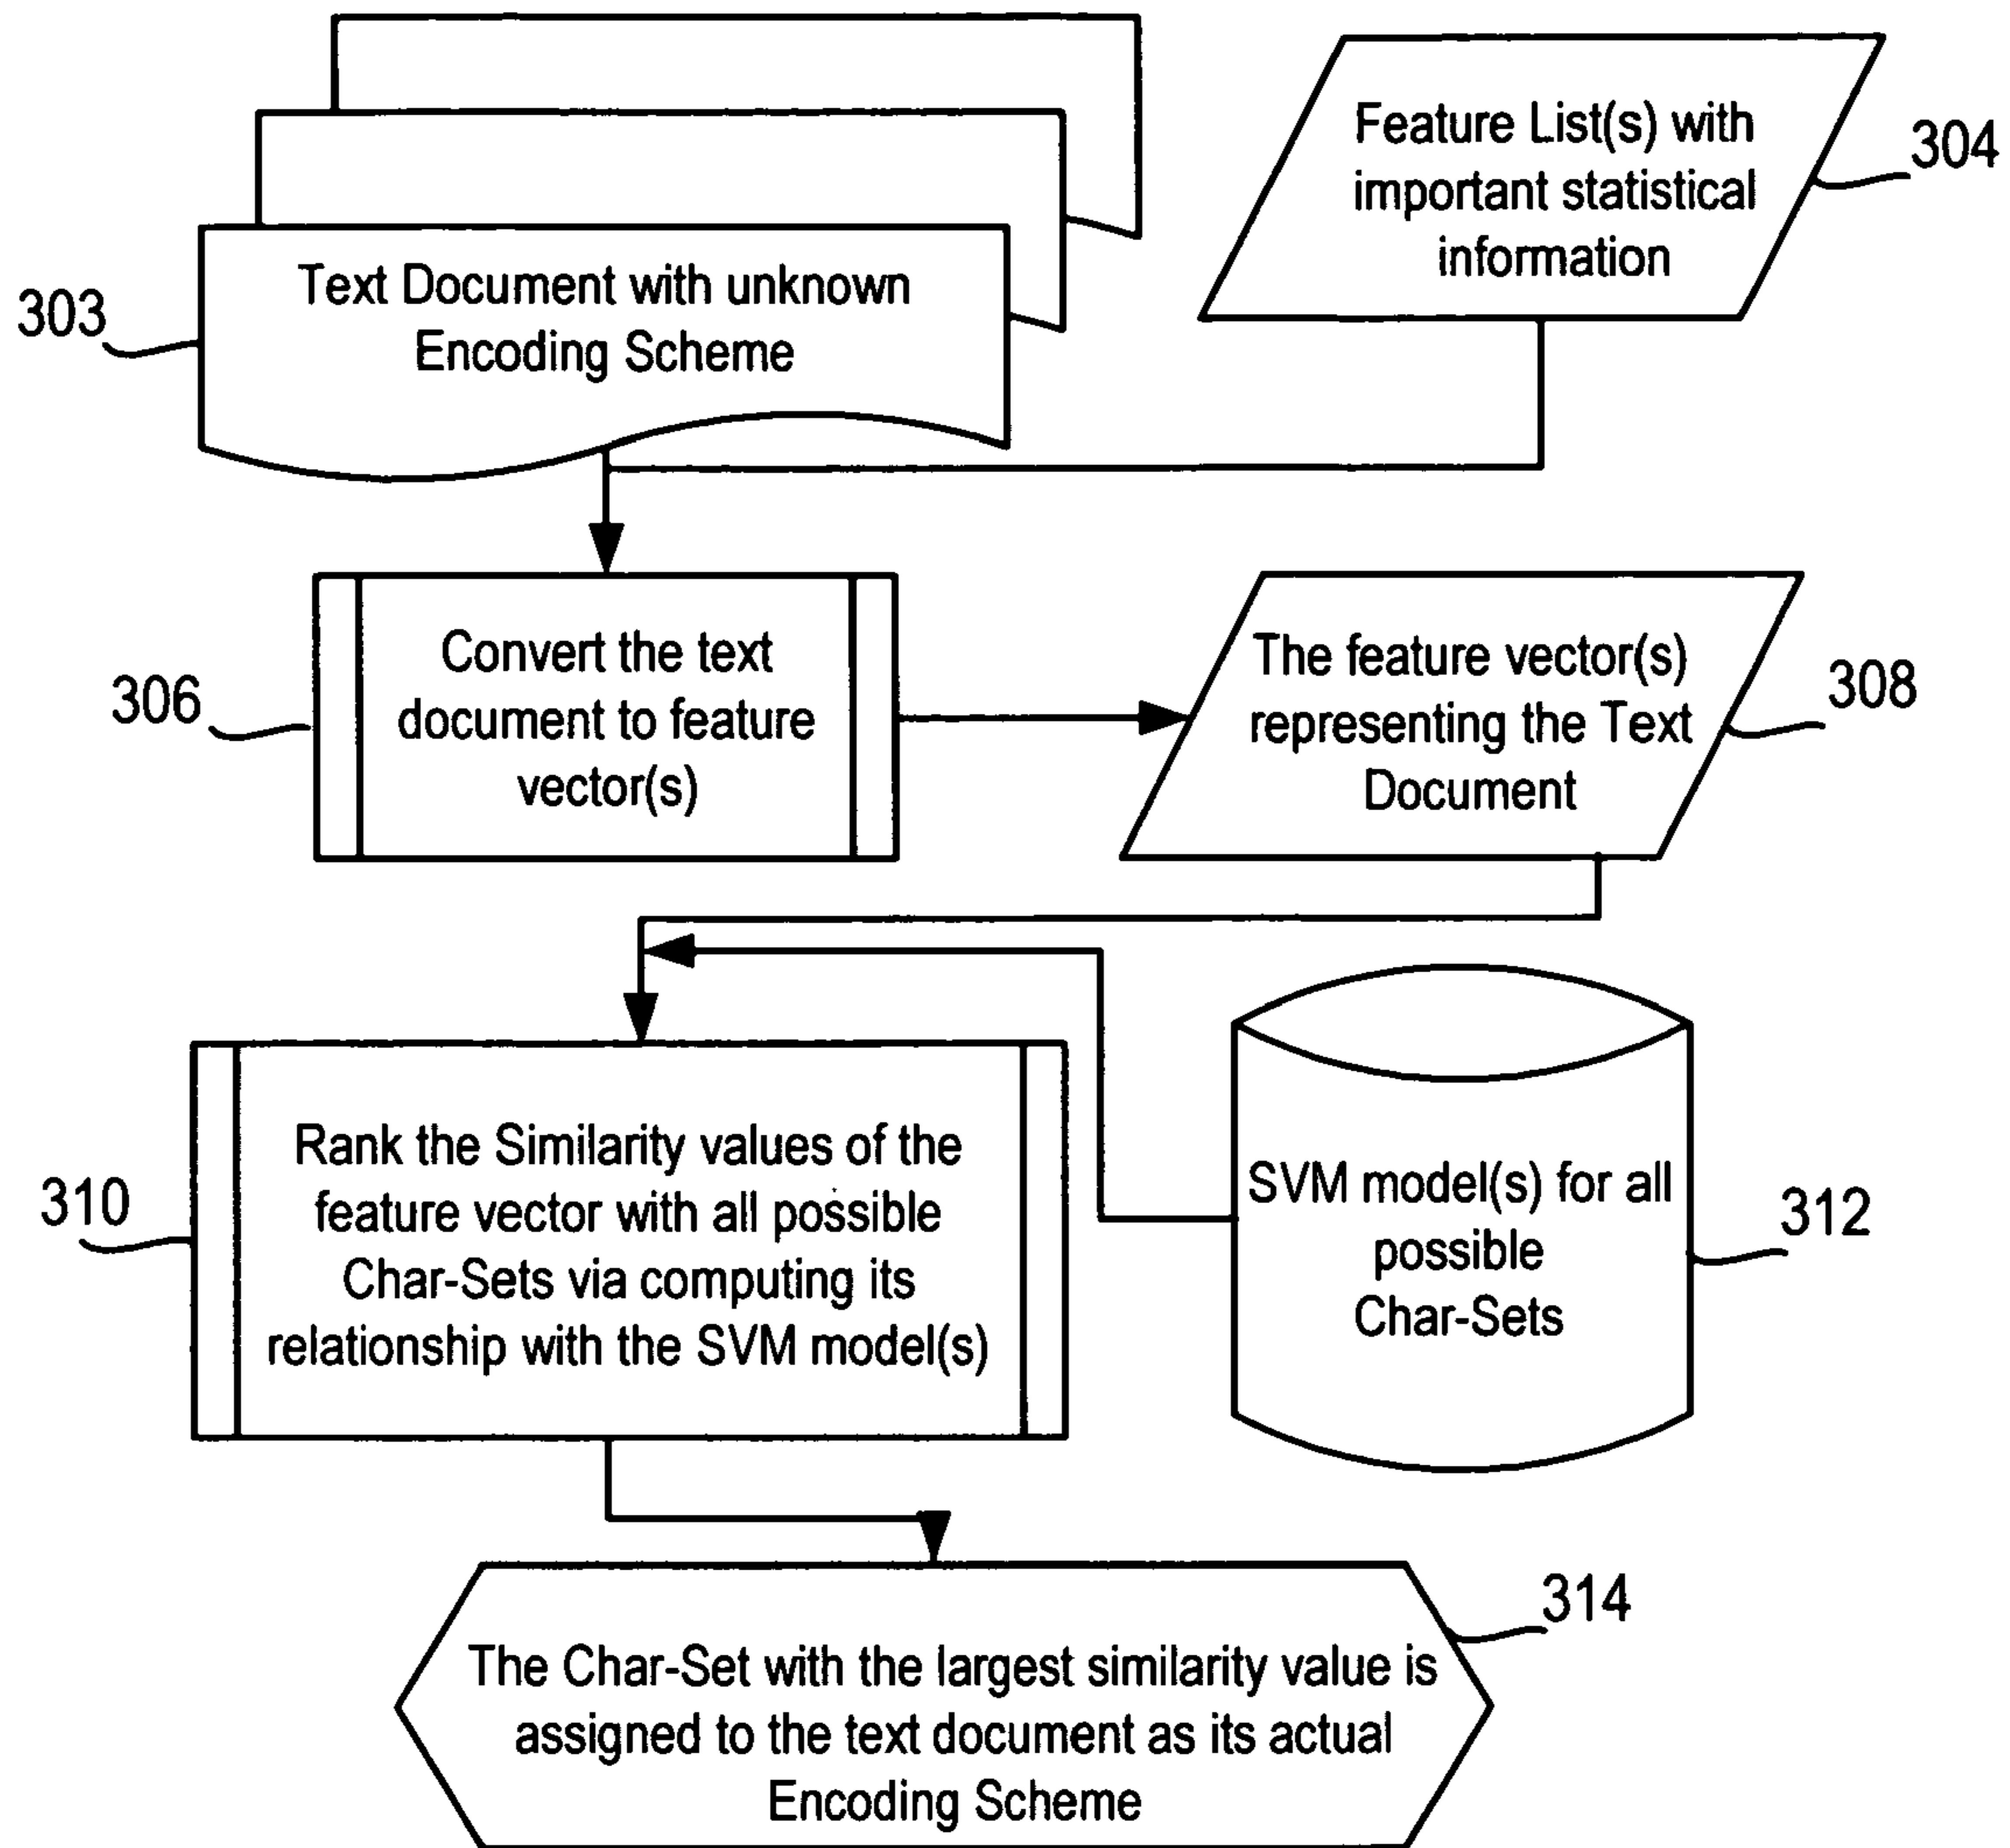 Feature List(s) with
important statistical
information
304
Text Document with unknown
Encoding Scheme
303
Convert the text
document to feature
vector(s)
306
The feature vector(s)
representing the Text
Document
308
Rank the Similarity values of the
feature vector with all possible
Char-Sets via computing its
relationship with the SVM model(s)
310
SVM model(s) for all
possible
Char-Sets
312
The Char-Set with the largest similarity value is
assigned to the text document as its actual
Encoding Scheme
314